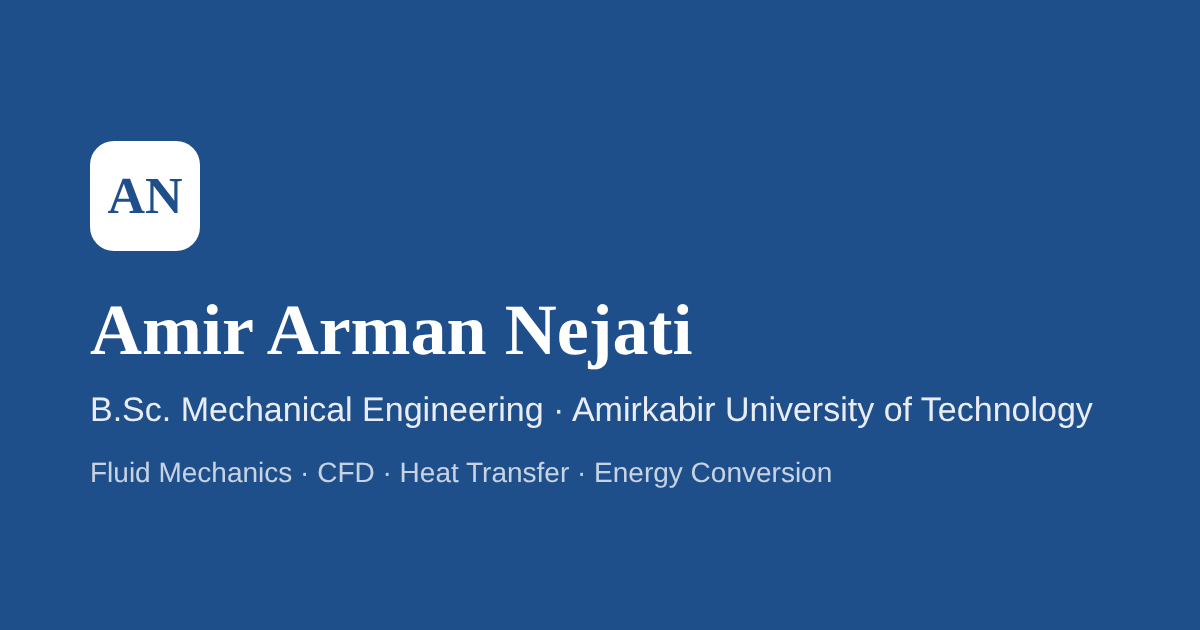 AN
Amir Arman Nejati
B.Sc. Mechanical Engineering · Amirkabir University of Technology
Fluid Mechanics · CFD · Heat Transfer · Energy Conversion